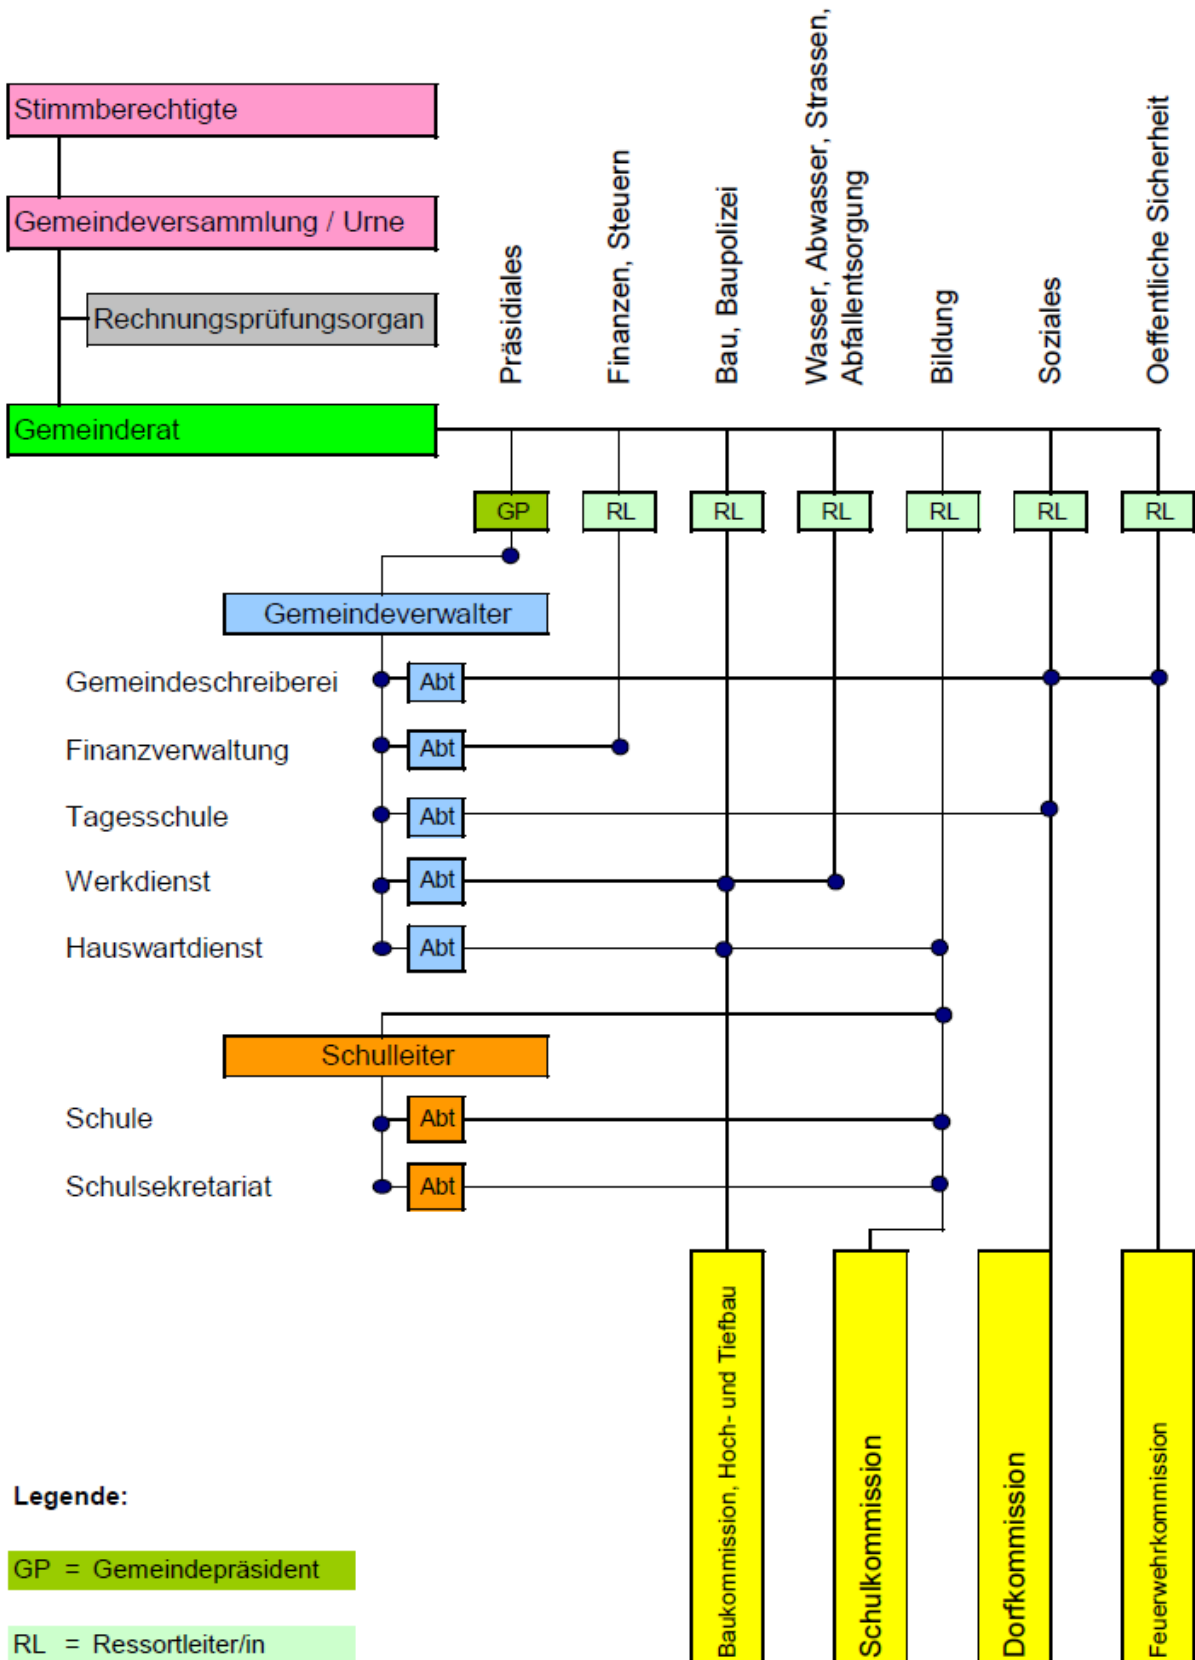 Stimmberechtigte
Gemeindeversammlung / Urne
Rechnungsprüfungsorgan
Gemeinderat
Präsidiales
Finanzen, Steuern
Bau, Baupolizei
Wasser, Abwasser, Strassen,
Abfallentsorgung
Bildung
Soziales
Oeffentliche Sicherheit
GP
RL
RL
RL
RL
RL
RL
Gemeindeverwalter
Gemeindeschreiberei
Abt
Finanzverwaltung
Abt
Tagesschule
Abt
Werkdienst
Abt
Hauswartdienst
Abt
Schulleiter
Schule
Abt
Schulsekretariat
Abt
Baukommission, Hoch- und Tiefbau
Schulkommission
Dorfkommission
Feuerwehrkommission
Legende:
GP = Gemeindepräsident
RL = Ressortleiter/in